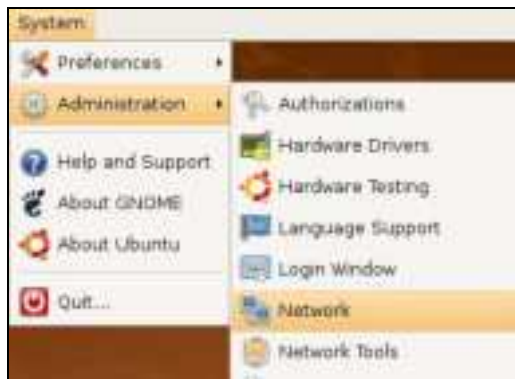 System
Preferences
Administration
Help and Support
About GNOME
About Ubuntu
Quit...
Authorizations
Hardware Drivers
Hardware Testing
Language Support
Login Window
Network
Network Tools